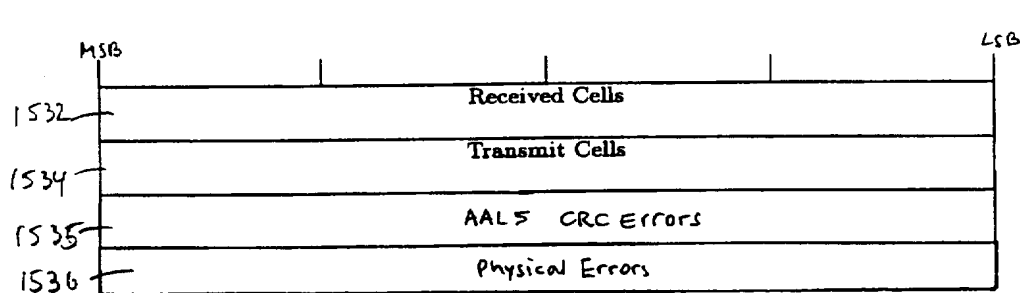 MSB LSB
Received Cells
1532
Transmit Cells
1534
AAL5 CRC Errors
1535
Physical Errors
1536